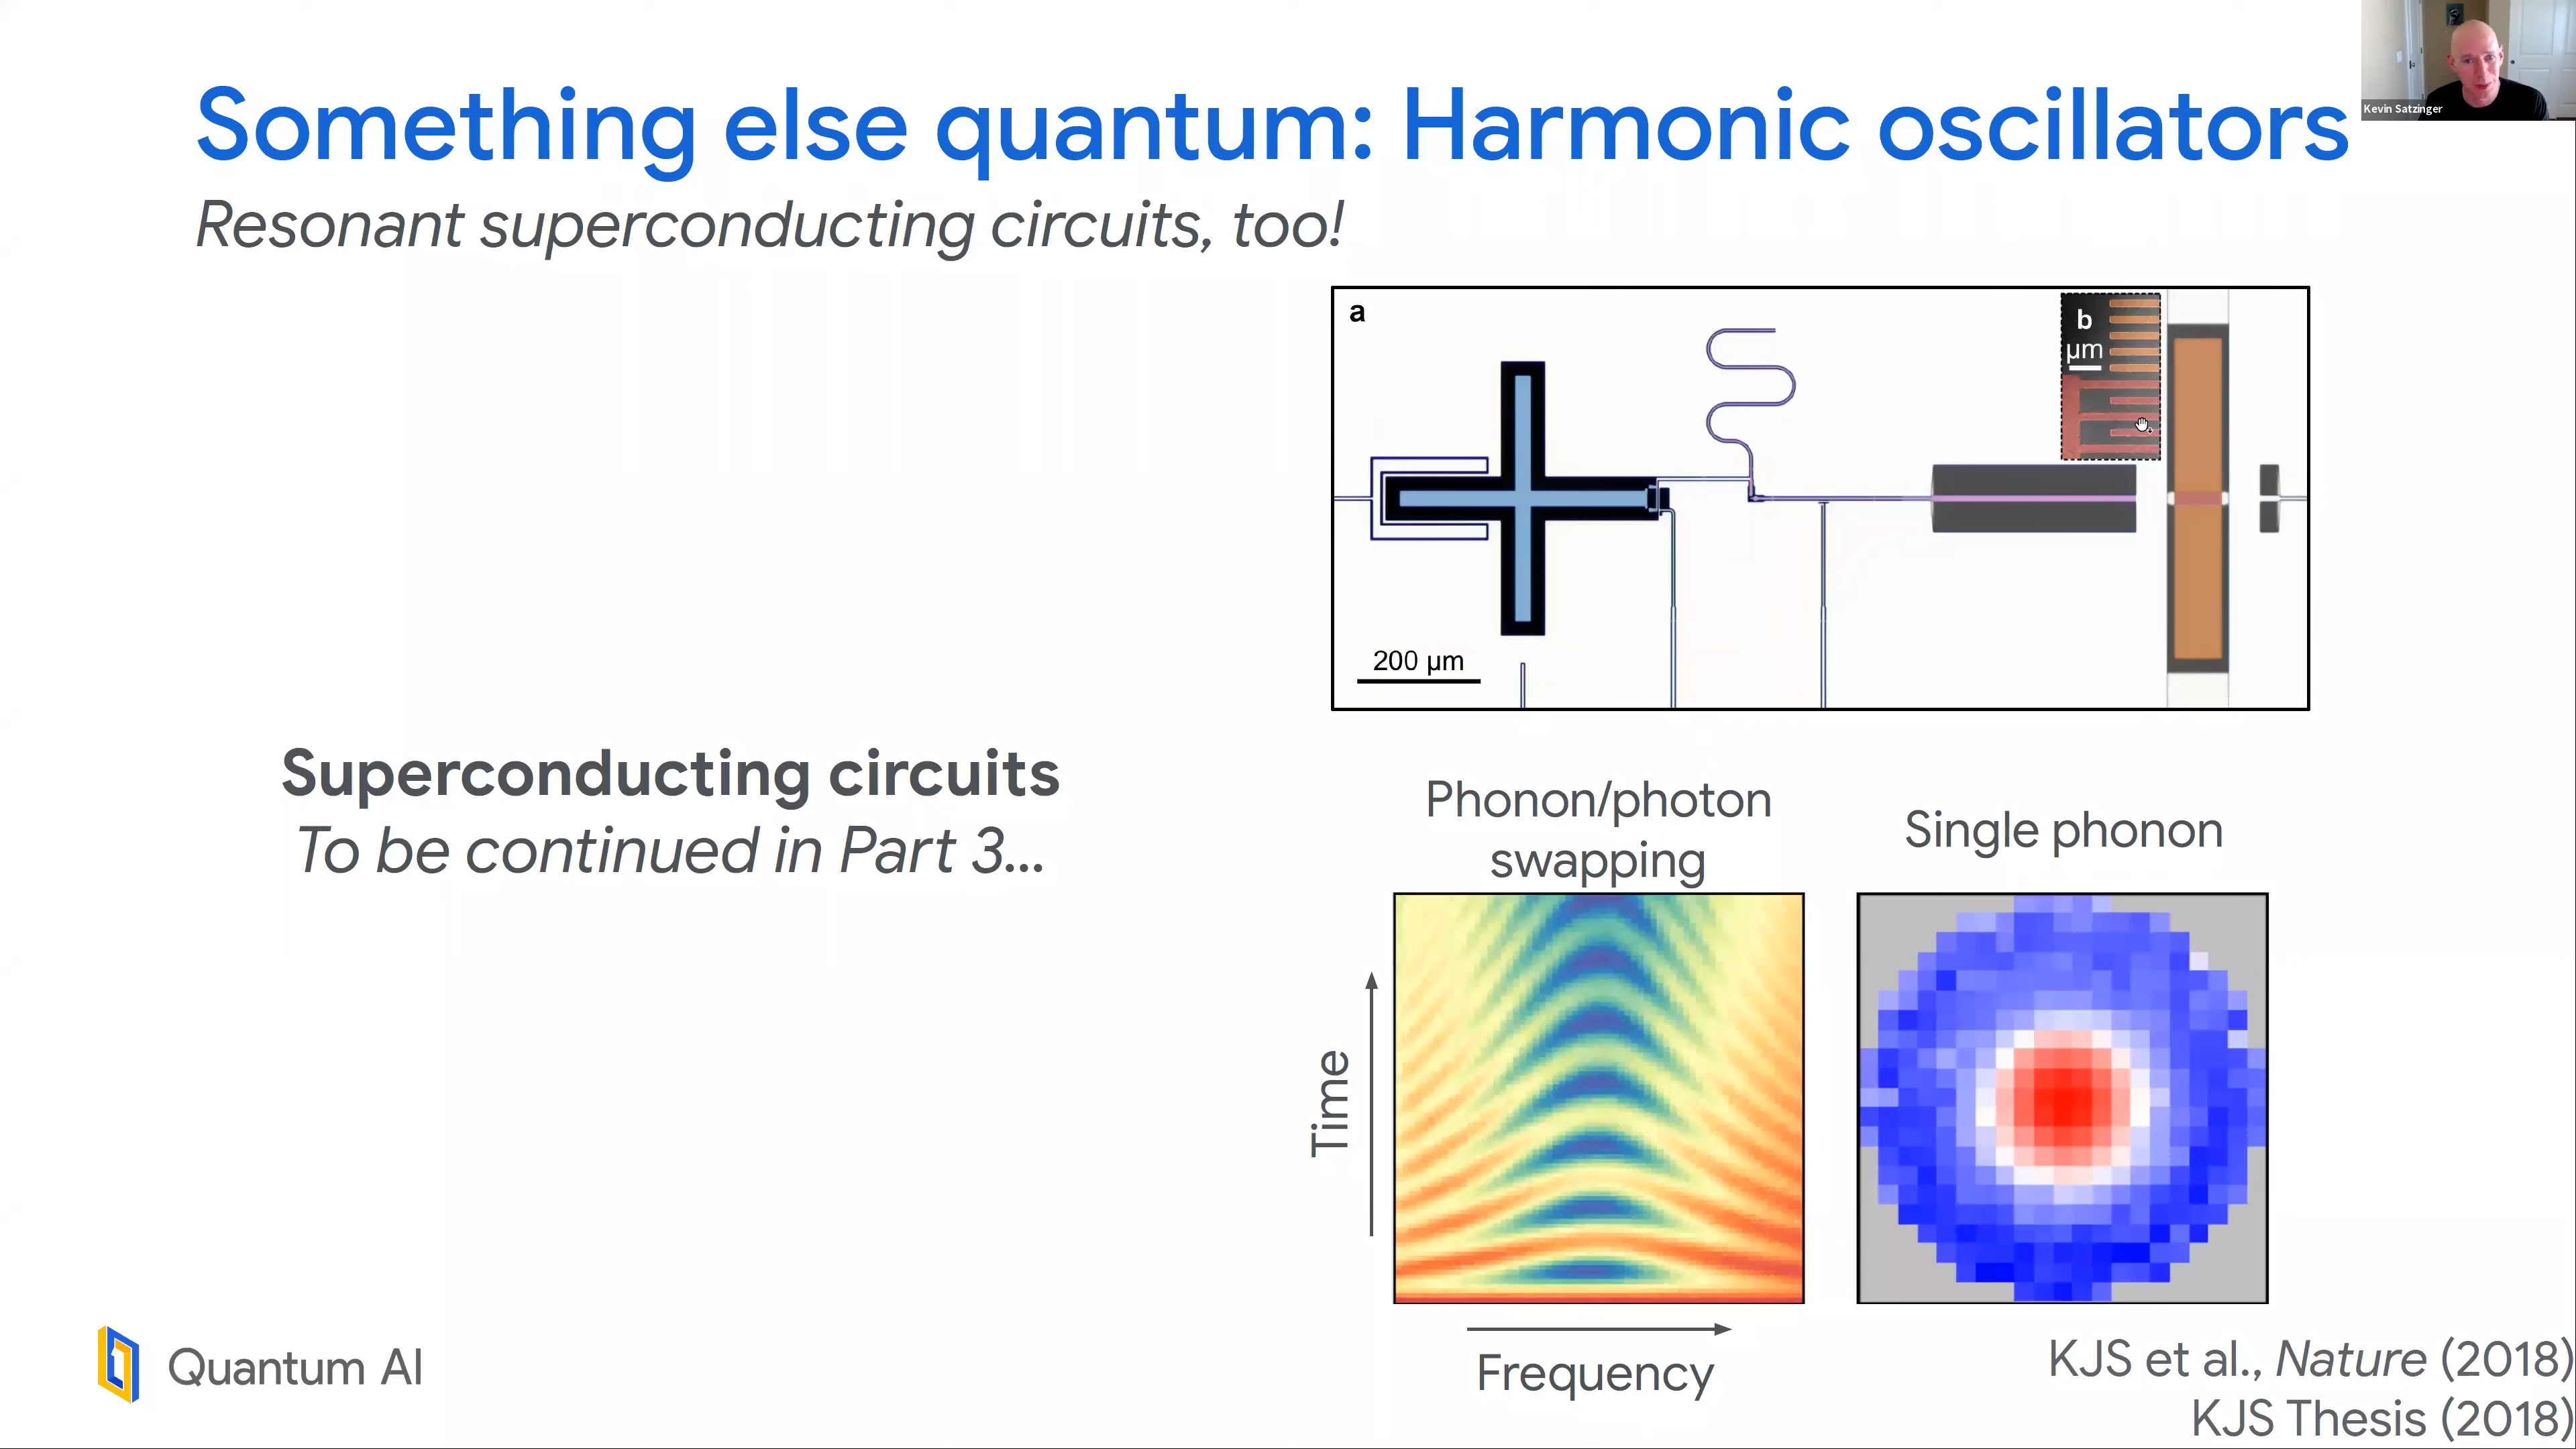 Something else quantum: Harmonic oscillators
Kevin Satzinger
Resonant superconducting circuits, too!
a
b
μm
200 μm
Superconducting circuits
To be continued in Part 3...
Phonon/photon
swapping
Single phonon
Time
Frequency
Quantum AI
KJS et al., Nature (2018)
KJS Thesis (2018)